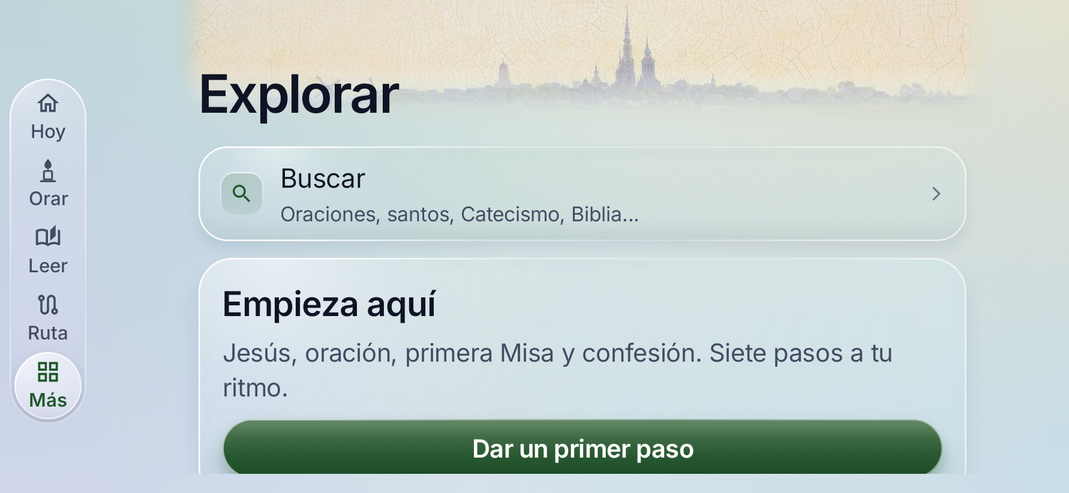 Explorar
Hoy
Orar
Leer
Ruta
Más
Buscar
Oraciones, santos, Catecismo, Biblia...
Empieza aquí
Jesús, oración, primera Misa y confesión. Siete pasos a tu
ritmo.
Dar un primer paso